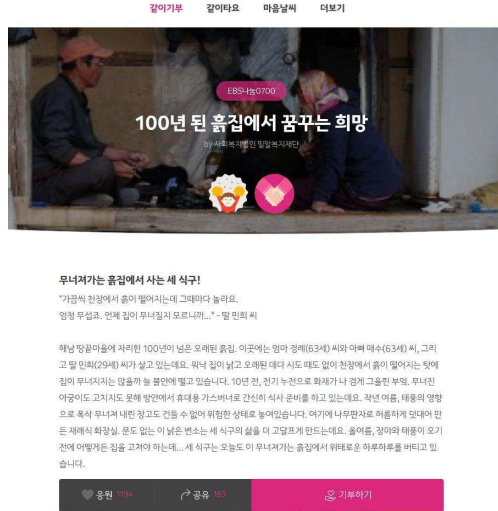 같이기부 같이타요 마음날씨 더보기
EBS나눔0700
100년 된 흙집에서 꿈꾸는 희망
by 사회복지법인 밀알복지재단
무너져가는 흙집에서 사는 세 식구!
"가끔씩 천장에서 흙이 떨어지는데 그때마다 놀라요.
엄청 무섭죠. 언제 집이 무너질지 모르니까..." - 딸 민희 씨
해남 땅끝마을에 자리한 100년이 넘은 오래된 흙집. 이곳에는 엄마 경례(63세) 씨와 아빠 매수(63세) 씨, 그리
고 딸 민희(29세) 씨가 살고 있는데요. 워낙 집이 낡고 오래된 데다 시도 때도 없이 천장에서 흙이 떨어지는 탓에
집이 무너지지는 않을까 늘 불안에 떨고 있습니다. 10년 전, 전기 누전으로 화재가 나 검게 그을린 부엌. 무너진
아궁이도 고치지도 못해 방안에서 휴대용 가스버너로 간신히 식사 준비를 하고 있는데요. 작년 여름, 태풍의 영향
으로 폭삭 무너져 내린 창고도 건들 수 없어 위험한 상태로 놓여있습니다. 여기에 나무판자로 허름하게 덧대어 만
든 재래식 화장실. 문도 없는 이 낡은 변소는 세 식구의 삶을 더 고달프게 만드는데요. 올여름, 장마와 태풍이 오기
전에 어떻게든 집을 고쳐야 하는데... 세 식구는 오늘도 이 무너져가는 흙집에서 위태로운 하루하루를 버티고 있
습니다.
응원 1194 공유 163 기부하기